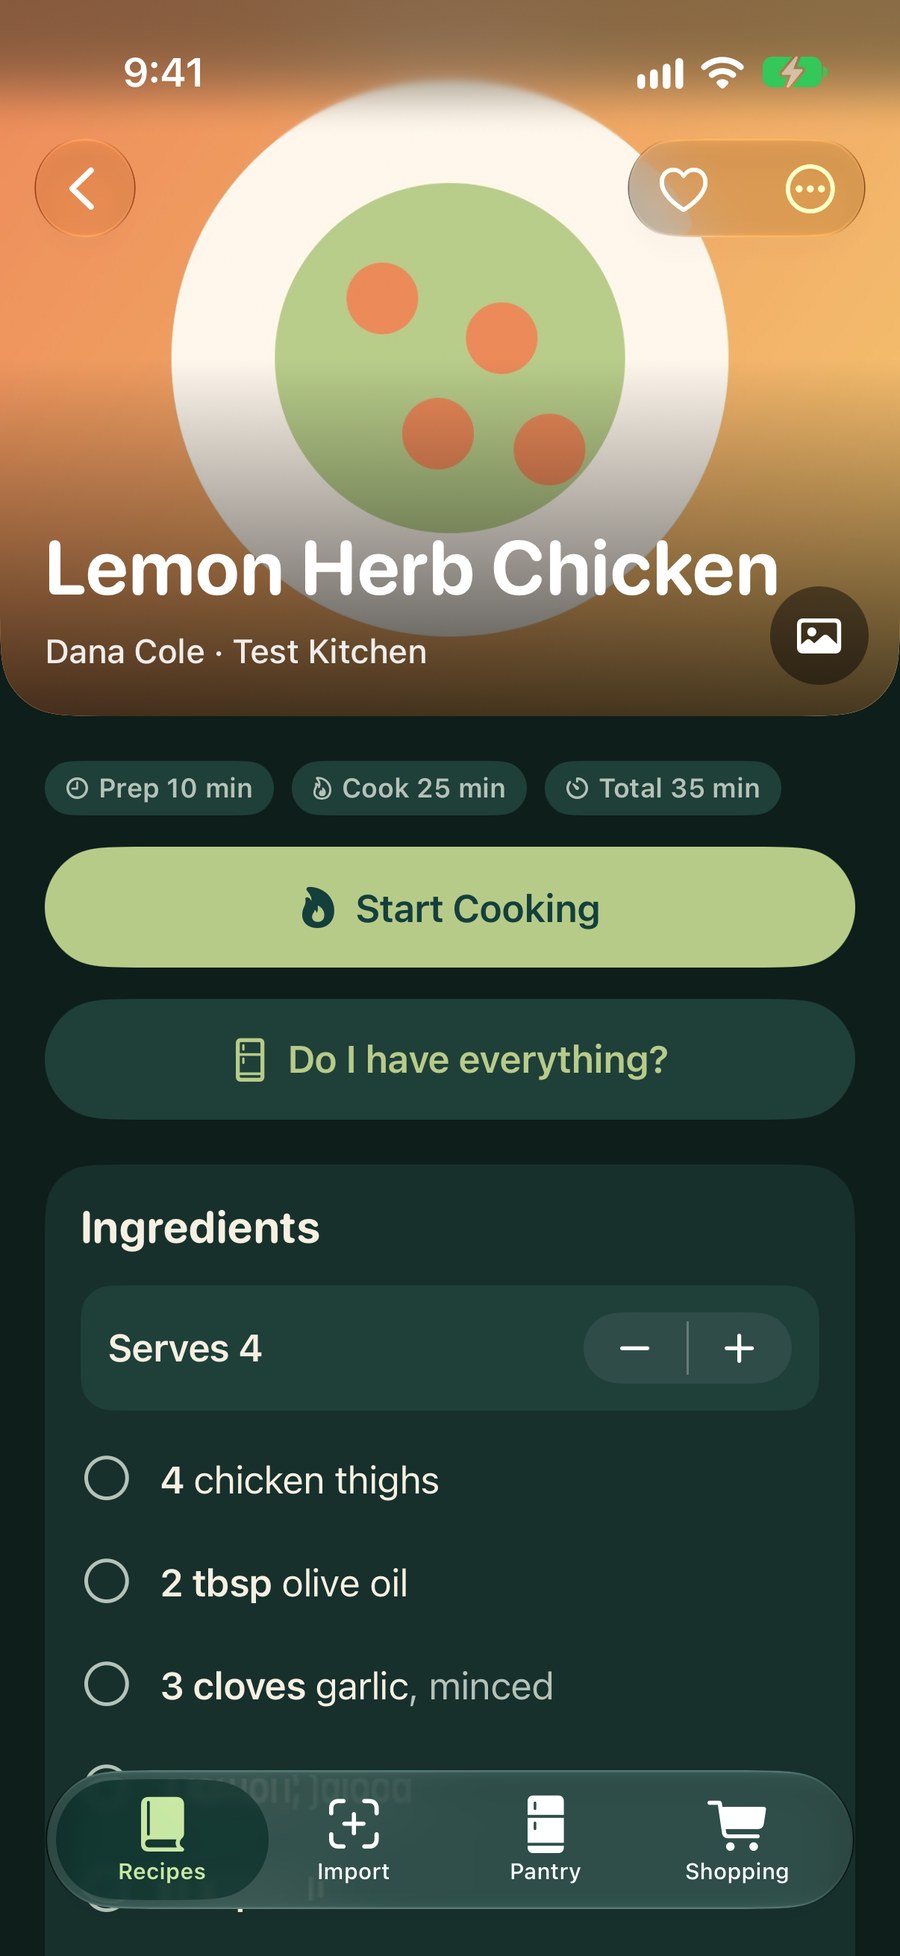 9:41
Lemon Herb Chicken
Dana Cole · Test Kitchen
Prep 10 min
Cook 25 min
Total 35 min
Start Cooking
Do I have everything?
Ingredients
Serves 4
4 chicken thighs
2 tbsp olive oil
3 cloves garlic, minced
Recipes
Import
Pantry
Shopping